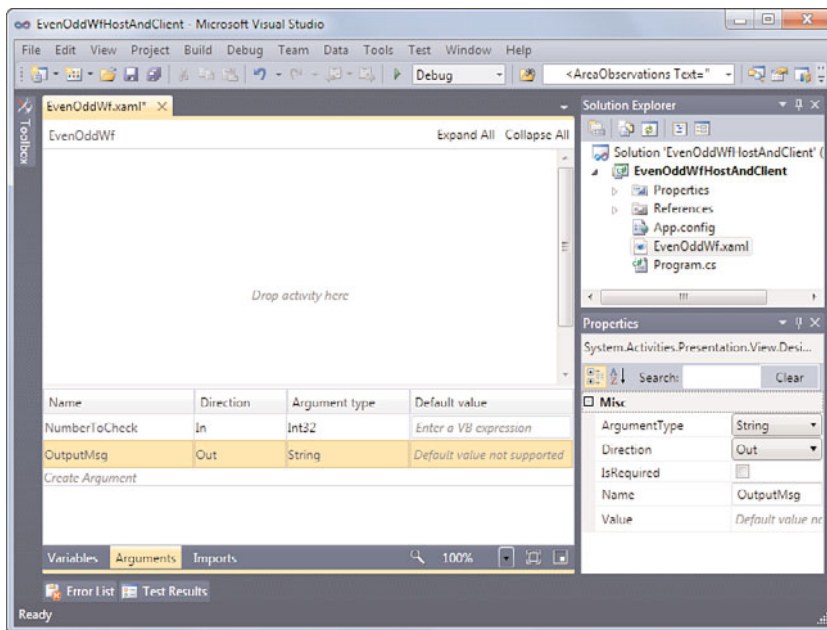 EvenOddWfHostAndClient - Microsoft Visual Studio
File Edit View Project Build Debug Team Data Tools Test Window Help
Debug
<AreaObservations Text="
Toolbox
EvenOddWf.xaml*
EvenOddWf
Expand All Collapse All
Drop activity here
Name Direction Argument type Default value
NumberToCheck In Int32 Enter a VB expression
OutputMsg Out String Default value not supported
Create Argument
Variables Arguments Imports 100%
Solution Explorer
Solution 'EvenOddWfHostAndClient' (
EvenOddWfHostAndClient
Properties
References
App.config
EvenOddWf.xaml
Program.cs
Properties
System.Activities.Presentation.View.Desi...
Search: Clear
Misc
ArgumentType String
Direction Out
IsRequired
Name OutputMsg
Value Default value no
Error List Test Results
Ready